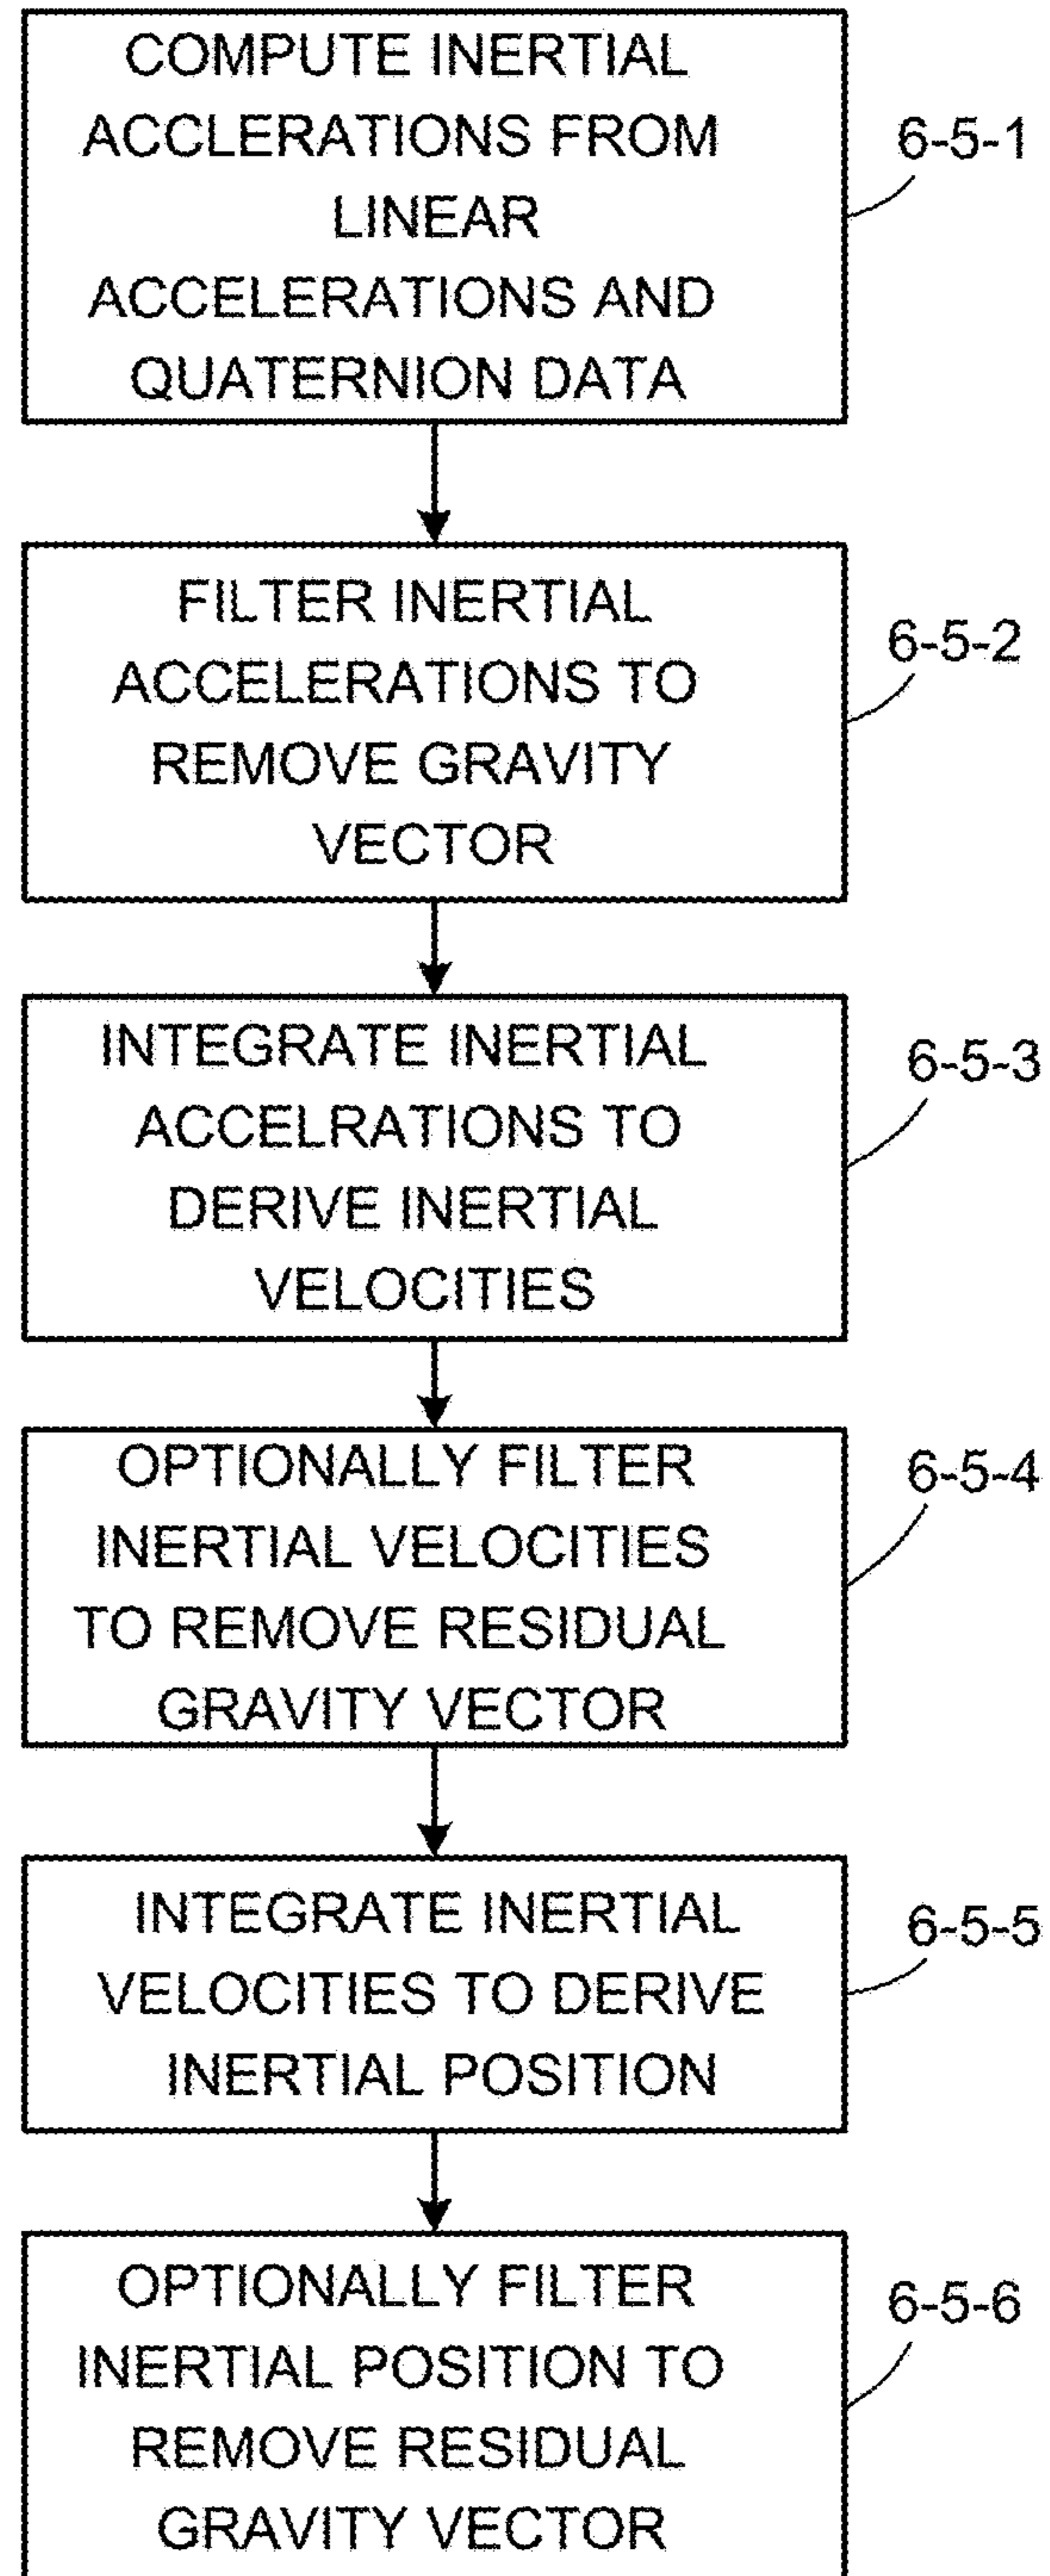 COMPUTE INERTIAL
ACCLERATIONS FROM
LINEAR
ACCELERATIONS AND
QUATERNION DATA
6-5-1
FILTER INERTIAL
ACCELERATIONS TO
REMOVE GRAVITY
VECTOR
6-5-2
INTEGRATE INERTIAL
ACCELRATIONS TO
DERIVE INERTIAL
VELOCITIES
6-5-3
OPTIONALLY FILTER
INERTIAL VELOCITIES
TO REMOVE RESIDUAL
GRAVITY VECTOR
6-5-4
INTEGRATE INERTIAL
VELOCITIES TO DERIVE
INERTIAL POSITION
6-5-5
OPTIONALLY FILTER
INERTIAL POSITION TO
REMOVE RESIDUAL
GRAVITY VECTOR
6-5-6